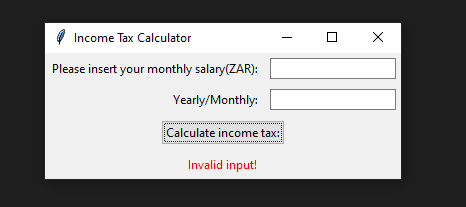 Income Tax Calculator
Please insert your monthly salary(ZAR):
Yearly/Monthly:
Calculate income tax:
Invalid input!